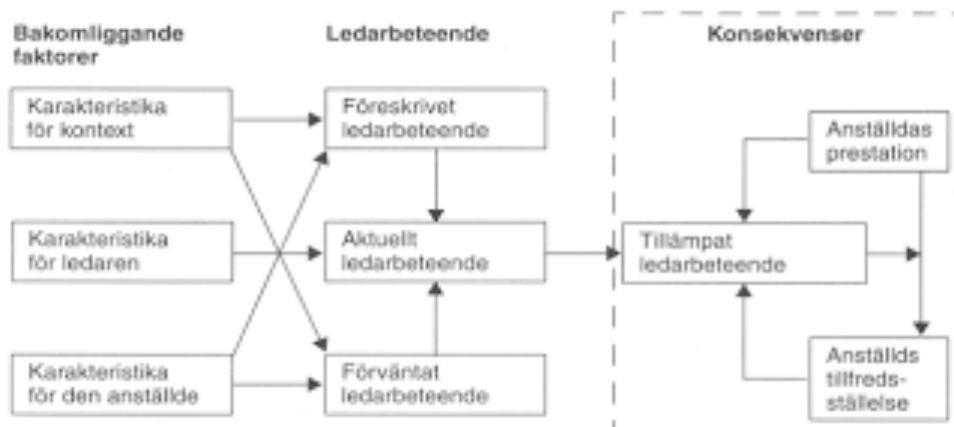 Bakomliggande
faktorer
Ledarbeteende
Konsekvenser
Karakteristika
för kontext
Föreskrivet
ledarbeteende
Anställdas
prestation
Karakteristika
för ledaren
Aktuellt
ledarbeteende
Tillämpat
ledarbeteende
Karakteristika
för den anställde
Förväntat
ledarbeteende
Anställds
tillfreds-
ställelse